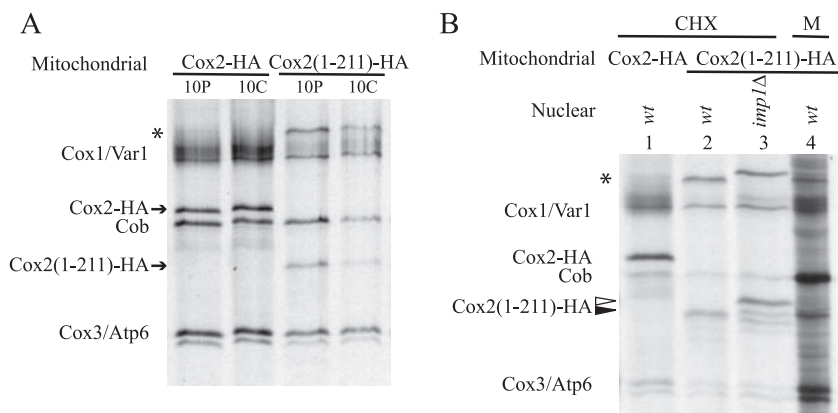 A
Mitochondrial Cox2-HA Cox2(1-211)-HA
10P 10C 10P 10C
*
Cox1/Var1
Cox2-HA
Cob
Cox2(1-211)-HA
Cox3/Atp6
B
CHX M
Mitochondrial Cox2-HA Cox2(1-211)-HA
Nuclear wt wt imp1Δ wt
1 2 3 4
*
Cox1/Var1
Cox2-HA
Cob
Cox2(1-211)-HA
Cox3/Atp6